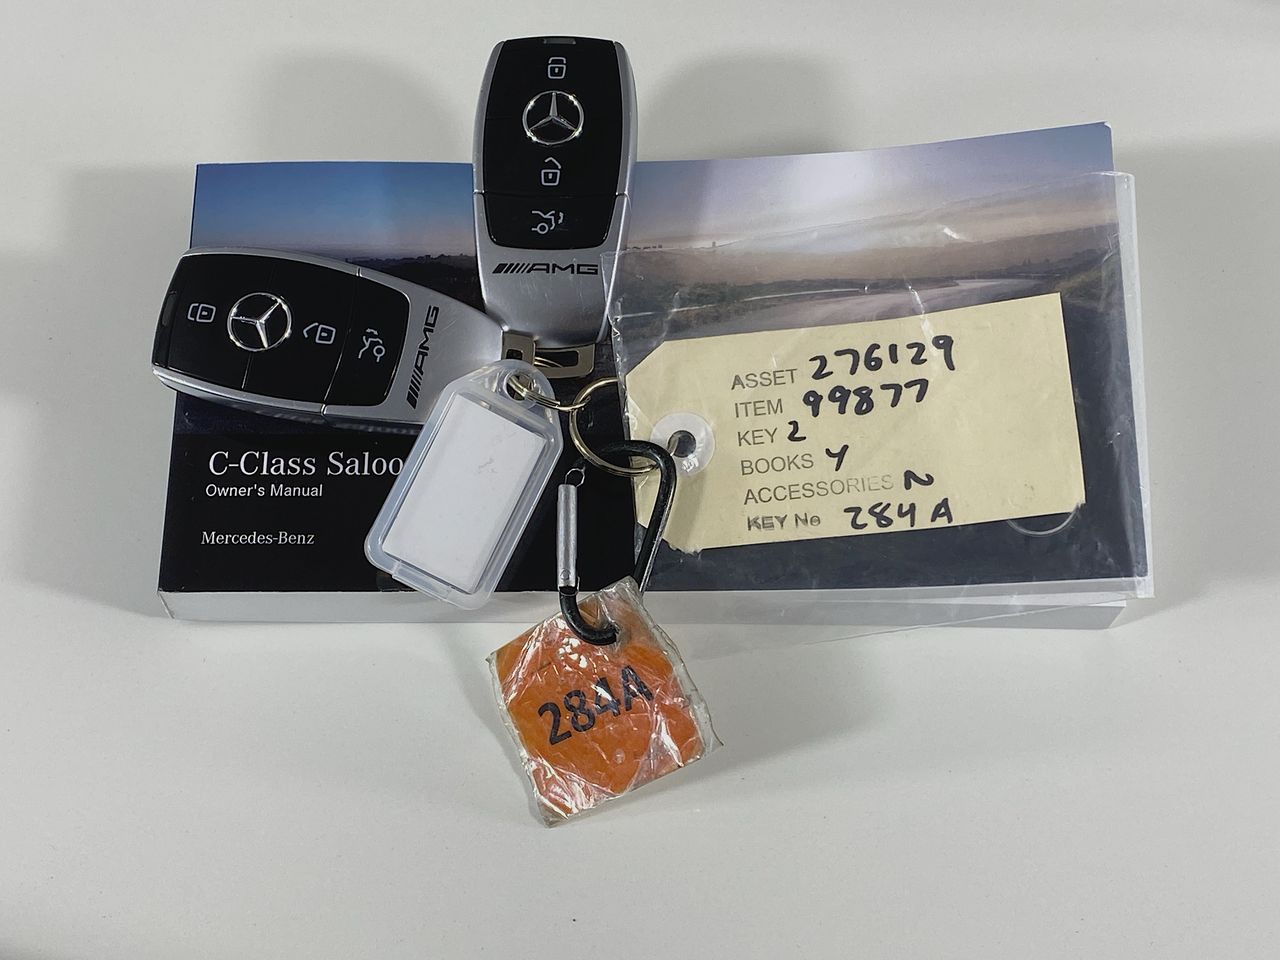 AMG
AMG
C-Class Saloo
Owner's Manual
Mercedes-Benz
ASSET 276129
ITEM 99877
KEY 2
BOOKS Y
ACCESSORIES N
KEY No 284A
284A